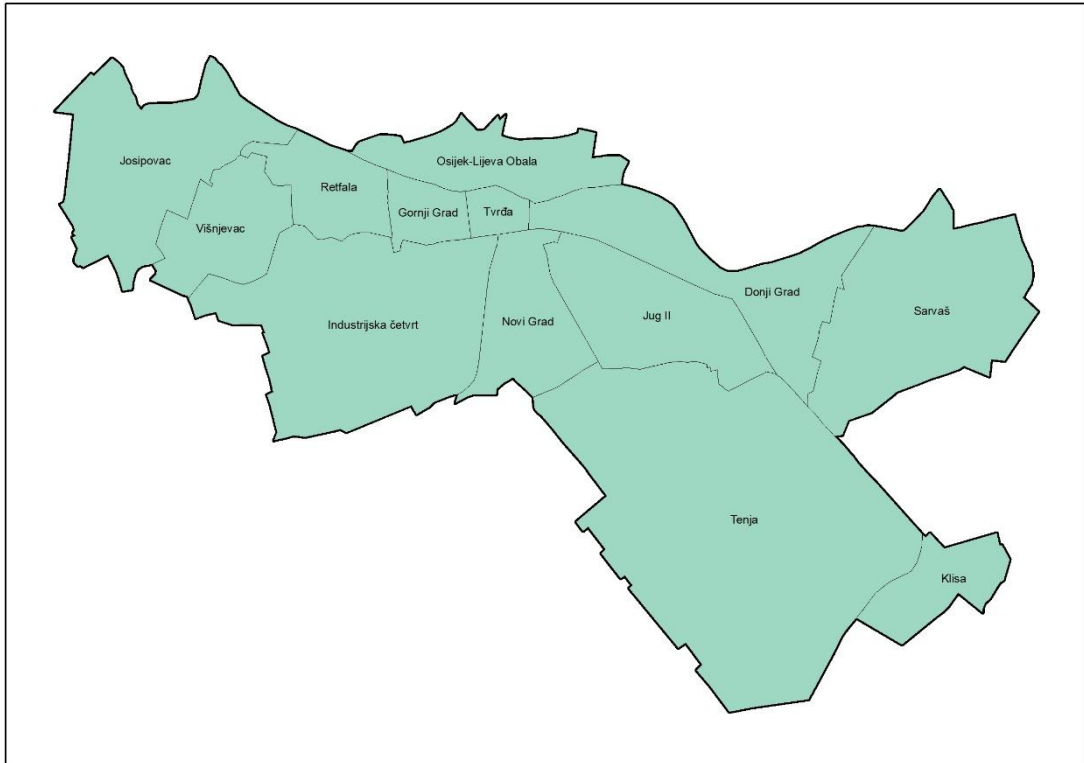 Josipovac
Osijek-Lijeva Obala
Retfala
Gornji Grad
Tvrđa
Višnjevac
Donji Grad
Sarvaš
Industrijska četvrt
Novi Grad
Jug II
Tenja
Klisa